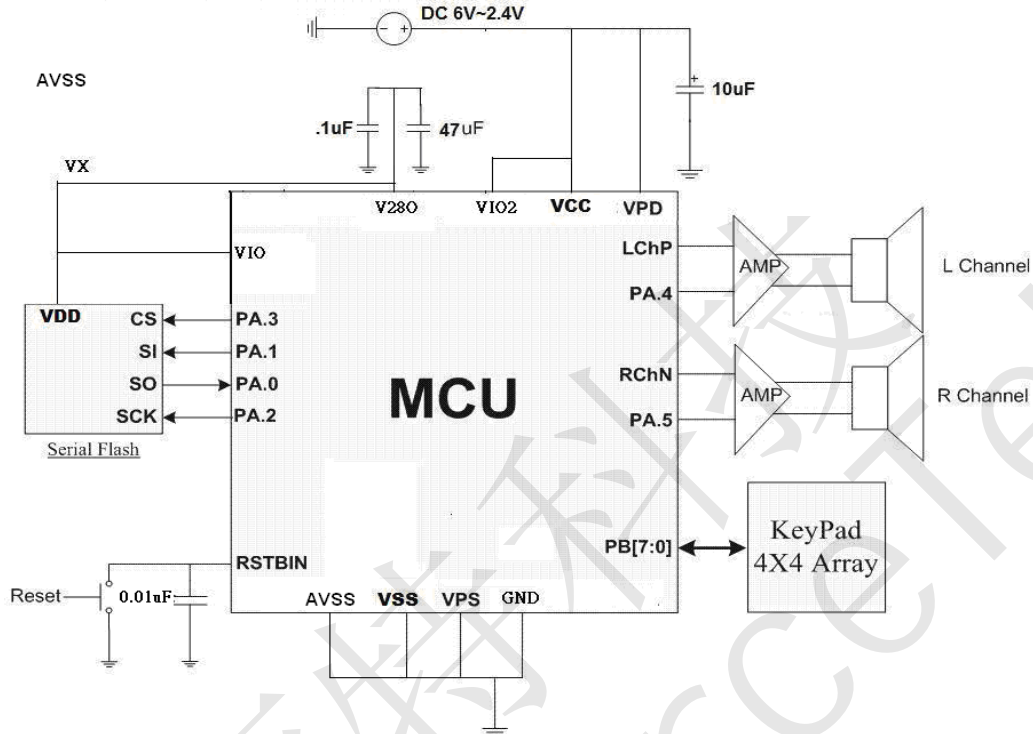 DC 6V~2.4V
AVSS
10uF
.1uF
47uF
VX
V28O
VIO2
VCC
VPD
VIO
LChP
AMP
L Channel
PA.4
VDD
CS
PA.3
SI
PA.1
SO
PA.0
SCK
PA.2
Serial Flash
MCU
RChN
AMP
R Channel
PA.5
PB[7:0]
KeyPad
4X4 Array
RSTBIN
Reset
0.01uF
AVSS
VSS
VPS
GND